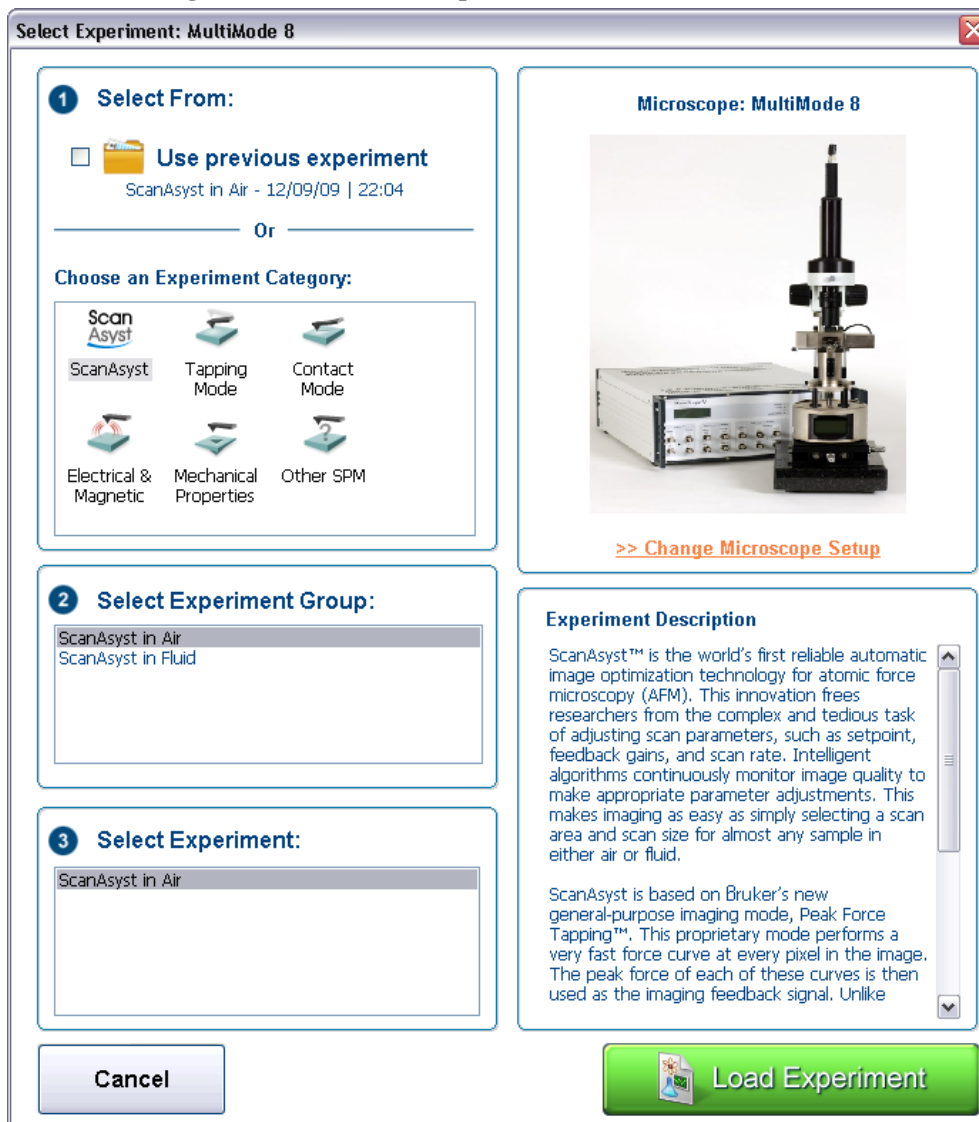 Select Experiment: MultiMode 8
1 Select From:
Use previous experiment
ScanAsyst in Air - 12/09/09 | 22:04
Or
Choose an Experiment Category:
Scan
Asyst
ScanAsyst
Tapping
Mode
Contact
Mode
Electrical &
Magnetic
Mechanical
Properties
?
Other SPM
2 Select Experiment Group:
ScanAsyst in Air
ScanAsyst in Fluid
3 Select Experiment:
ScanAsyst in Air
Cancel
Microscope: MultiMode 8
>> Change Microscope Setup
Experiment Description
ScanAsyst™ is the world's first reliable automatic
image optimization technology for atomic force
microscopy (AFM). This innovation frees
researchers from the complex and tedious task
of adjusting scan parameters, such as setpoint,
feedback gains, and scan rate. Intelligent
algorithms continuously monitor image quality to
make appropriate parameter adjustments. This
makes imaging as easy as simply selecting a scan
area and scan size for almost any sample in
either air or fluid.
ScanAsyst is based on Bruker's new
general-purpose imaging mode, Peak Force
Tapping™. This proprietary mode performs a
very fast force curve at every pixel in the image.
The peak force of each of these curves is then
used as the imaging feedback signal. Unlike
Load Experiment